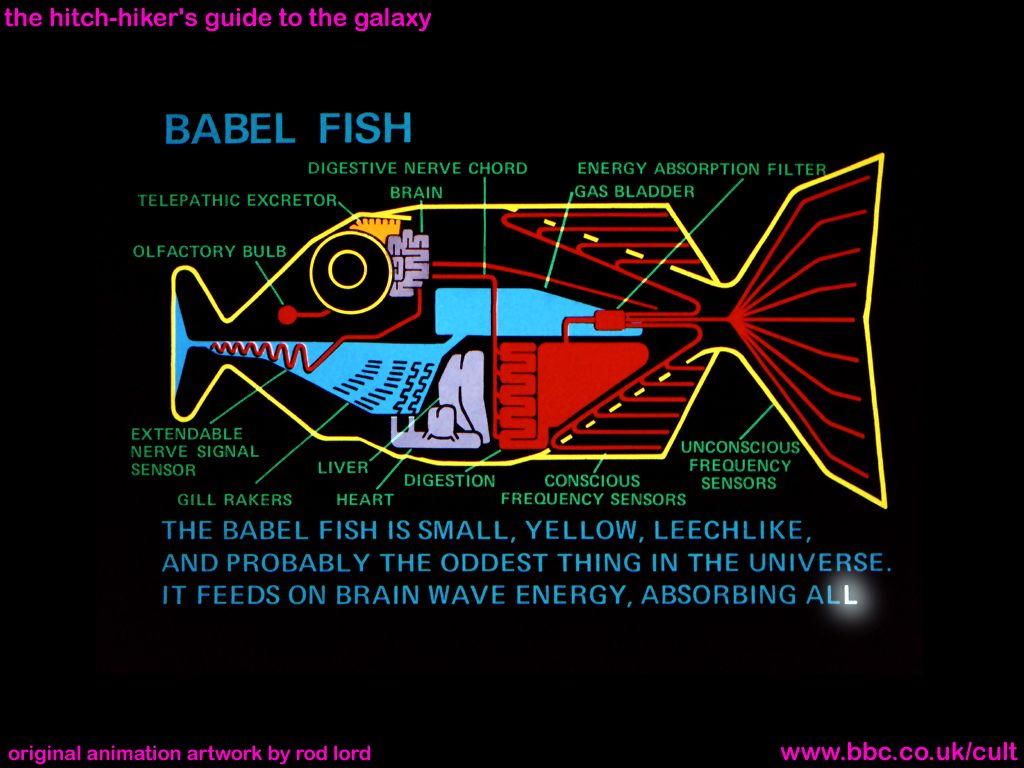 the hitch-hiker's guide to the galaxy
BABEL FISH
DIGESTIVE NERVE CHORD
ENERGY ABSORPTION FILTER
BRAIN
GAS BLADDER
TELEPATHIC EXCRETOR
OLFACTORY BULB
EXTENDABLE
NERVE SIGNAL
SENSOR
GILL RAKERS
LIVER
HEART
DIGESTION
CONSCIOUS
FREQUENCY SENSORS
UNCONSCIOUS
FREQUENCY
SENSORS
THE BABEL FISH IS SMALL, YELLOW, LEECHLIKE,
AND PROBABLY THE ODDEST THING IN THE UNIVERSE.
IT FEEDS ON BRAIN WAVE ENERGY, ABSORBING ALL
original animation artwork by rod lord
www.bbc.co.uk/cult